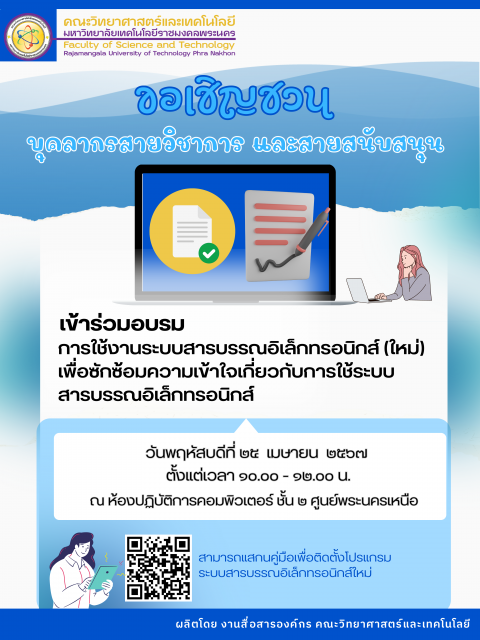 คณะวิทยาศาสตร์และเทคโนโลยี
มหาวิทยาลัยเทคโนโลยีราชมงคลพระนคร
Faculty of Science and Technology
Rajamangala University of Technology Phra Nakhon
ขอเชิญชวน
บุคลากรสายวิชาการ และสายสนับสนุน
เข้าร่วมอบรม
การใช้งานระบบสารบรรณอิเล็กทรอนิกส์ (ใหม่)
เพื่อซักซ้อมความเข้าใจเกี่ยวกับการใช้ระบบ
สารบรรณอิเล็กทรอนิกส์
วันพฤหัสบดีที่ ๒๕ เมษายน ๒๕๖๗
ตั้งแต่เวลา ๑๐.๐๐ - ๑๒.๐๐ น.
ณ ห้องปฏิบัติการคอมพิวเตอร์ ชั้น ๒ ศูนย์พระนครเหนือ
สามารถแสกนคู่มือเพื่อติดตั้งโปรแกรม
ระบบสารบรรณอิเล็กทรอนิกส์ใหม่
ผลิตโดย งานสื่อสารองค์กร คณะวิทยาศาสตร์และเทคโนโลยี